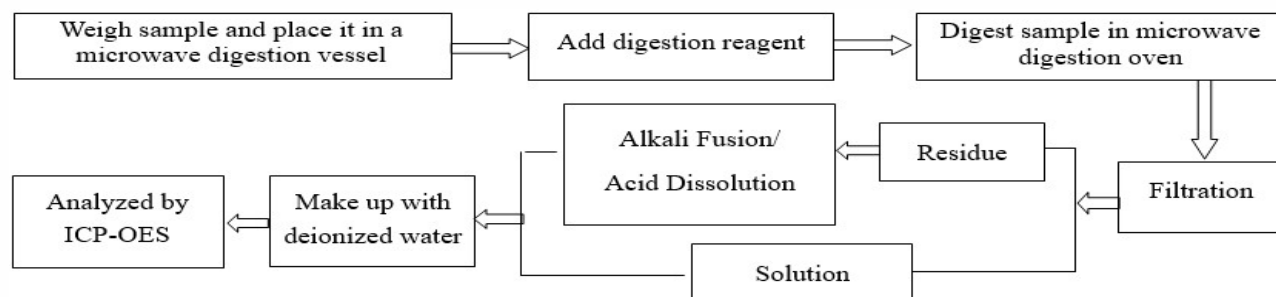 Weigh sample and place it in a
microwave digestion vessel
Add digestion reagent
Digest sample in microwave
digestion oven
Filtration
Residue
Alkali Fusion/
Acid Dissolution
Solution
Make up with
deionized water
Analyzed by
ICP-OES